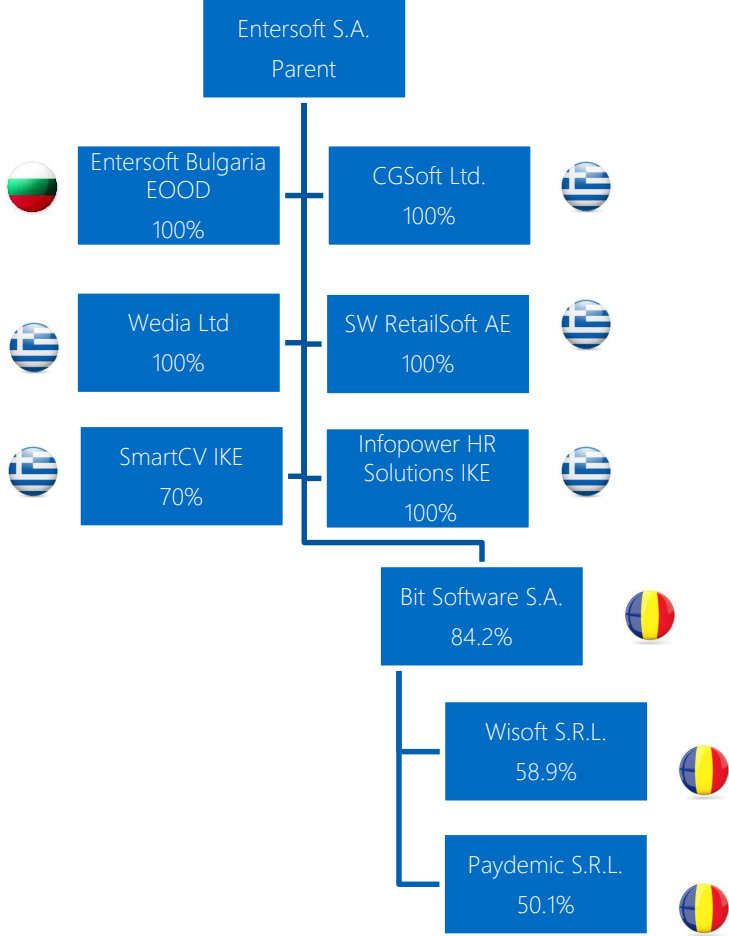 Entersoft S.A.
Parent
Entersoft Bulgaria
EOOD
100%
CGSoft Ltd.
100%
Wedia Ltd
100%
SW RetailSoft AE
100%
SmartCV IKE
70%
Infopower HR
Solutions IKE
100%
Bit Software S.A.
84.2%
Wisoft S.R.L.
58.9%
Paydemic S.R.L.
50.1%